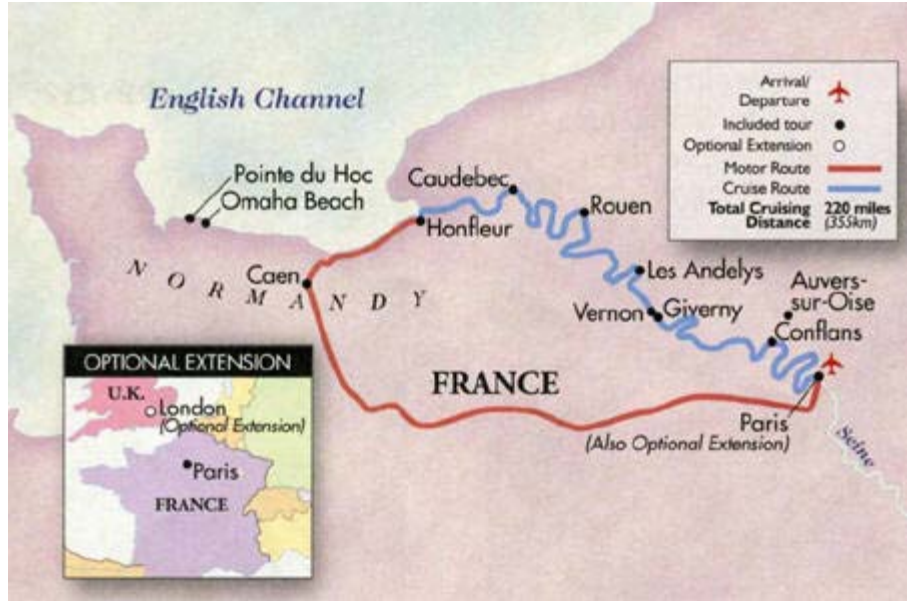 English Channel
Arrival/
Departure
Included tour
Optional Extension
Motor Route
Cruise Route
Total Cruising 220 miles
Distance (355km)
Pointe du Hoc
Omaha Beach
Caudebec
Honfleur
Rouen
Caen
NORMANDY
Les Andelys
Vernon
Giverny
Auvers-
sur-Oise
Conflans
FRANCE
Paris
(Also Optional Extension)
Seine
OPTIONAL EXTENSION
U.K.
London
(Optional Extension)
Paris
FRANCE